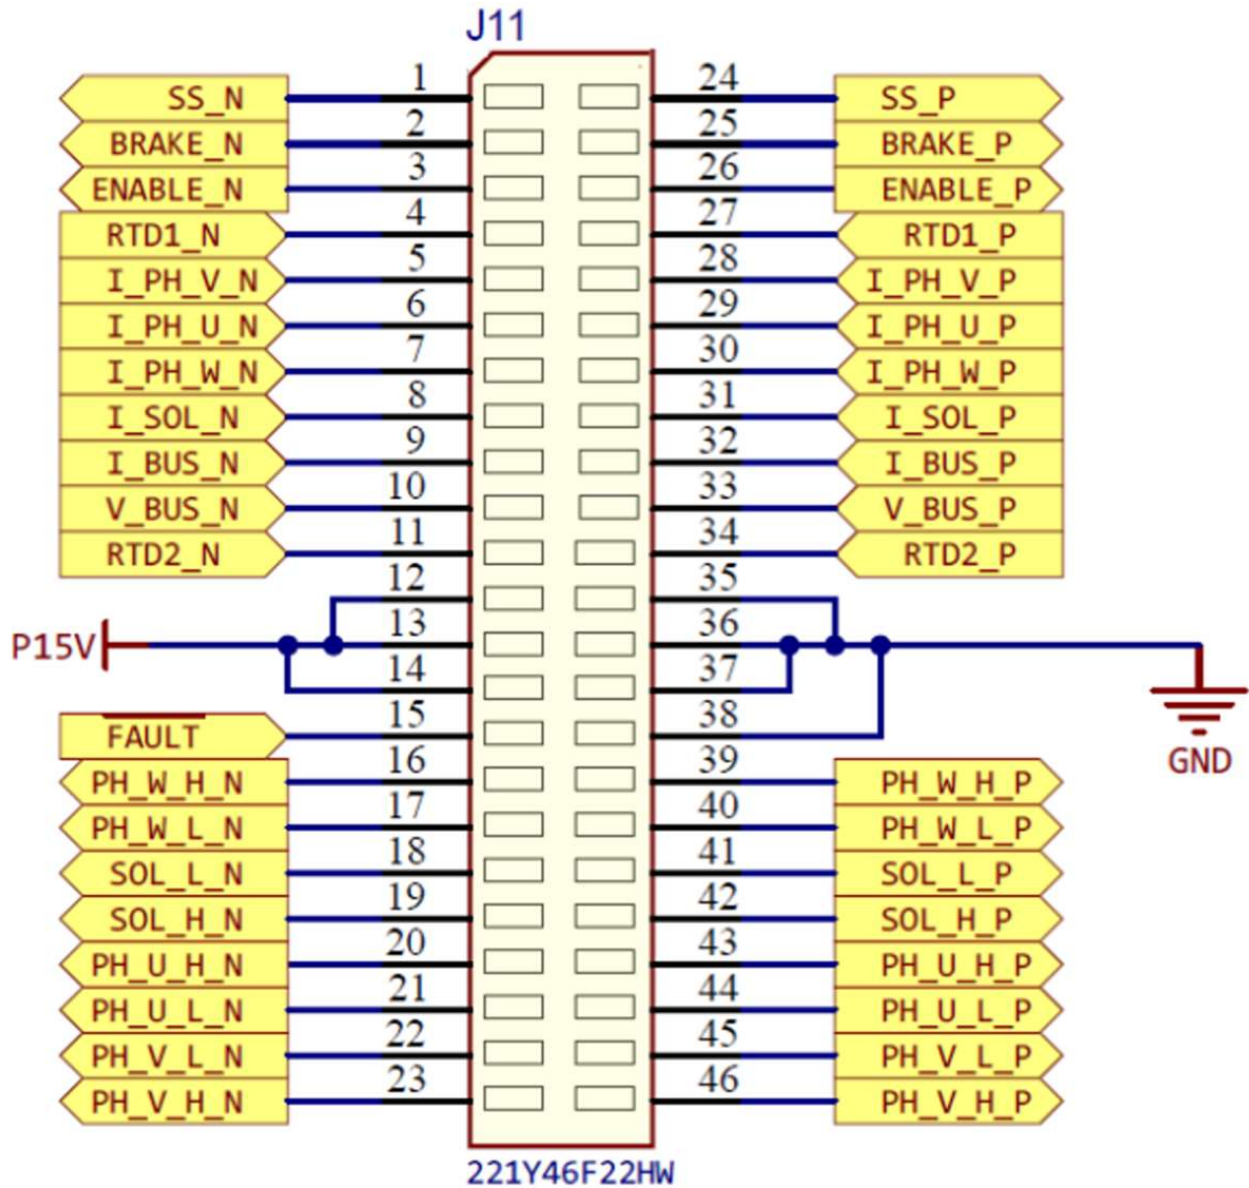 J11
SS_N 1 24 SS_P
BRAKE_N 2 25 BRAKE_P
ENABLE_N 3 26 ENABLE_P
RTD1_N 4 27 RTD1_P
I_PH_V_N 5 28 I_PH_V_P
I_PH_U_N 6 29 I_PH_U_P
I_PH_W_N 7 30 I_PH_W_P
I_SOL_N 8 31 I_SOL_P
I_BUS_N 9 32 I_BUS_P
V_BUS_N 10 33 V_BUS_P
RTD2_N 11 34 RTD2_P
12 35
P15V 13 36
14 37
FAULT 15 38
PH_W_H_N 16 39 PH_W_H_P
GND
PH_W_L_N 17 40 PH_W_L_P
SOL_L_N 18 41 SOL_L_P
SOL_H_N 19 42 SOL_H_P
PH_U_H_N 20 43 PH_U_H_P
PH_U_L_N 21 44 PH_U_L_P
PH_V_L_N 22 45 PH_V_L_P
PH_V_H_N 23 46 PH_V_H_P
221Y46F22HW